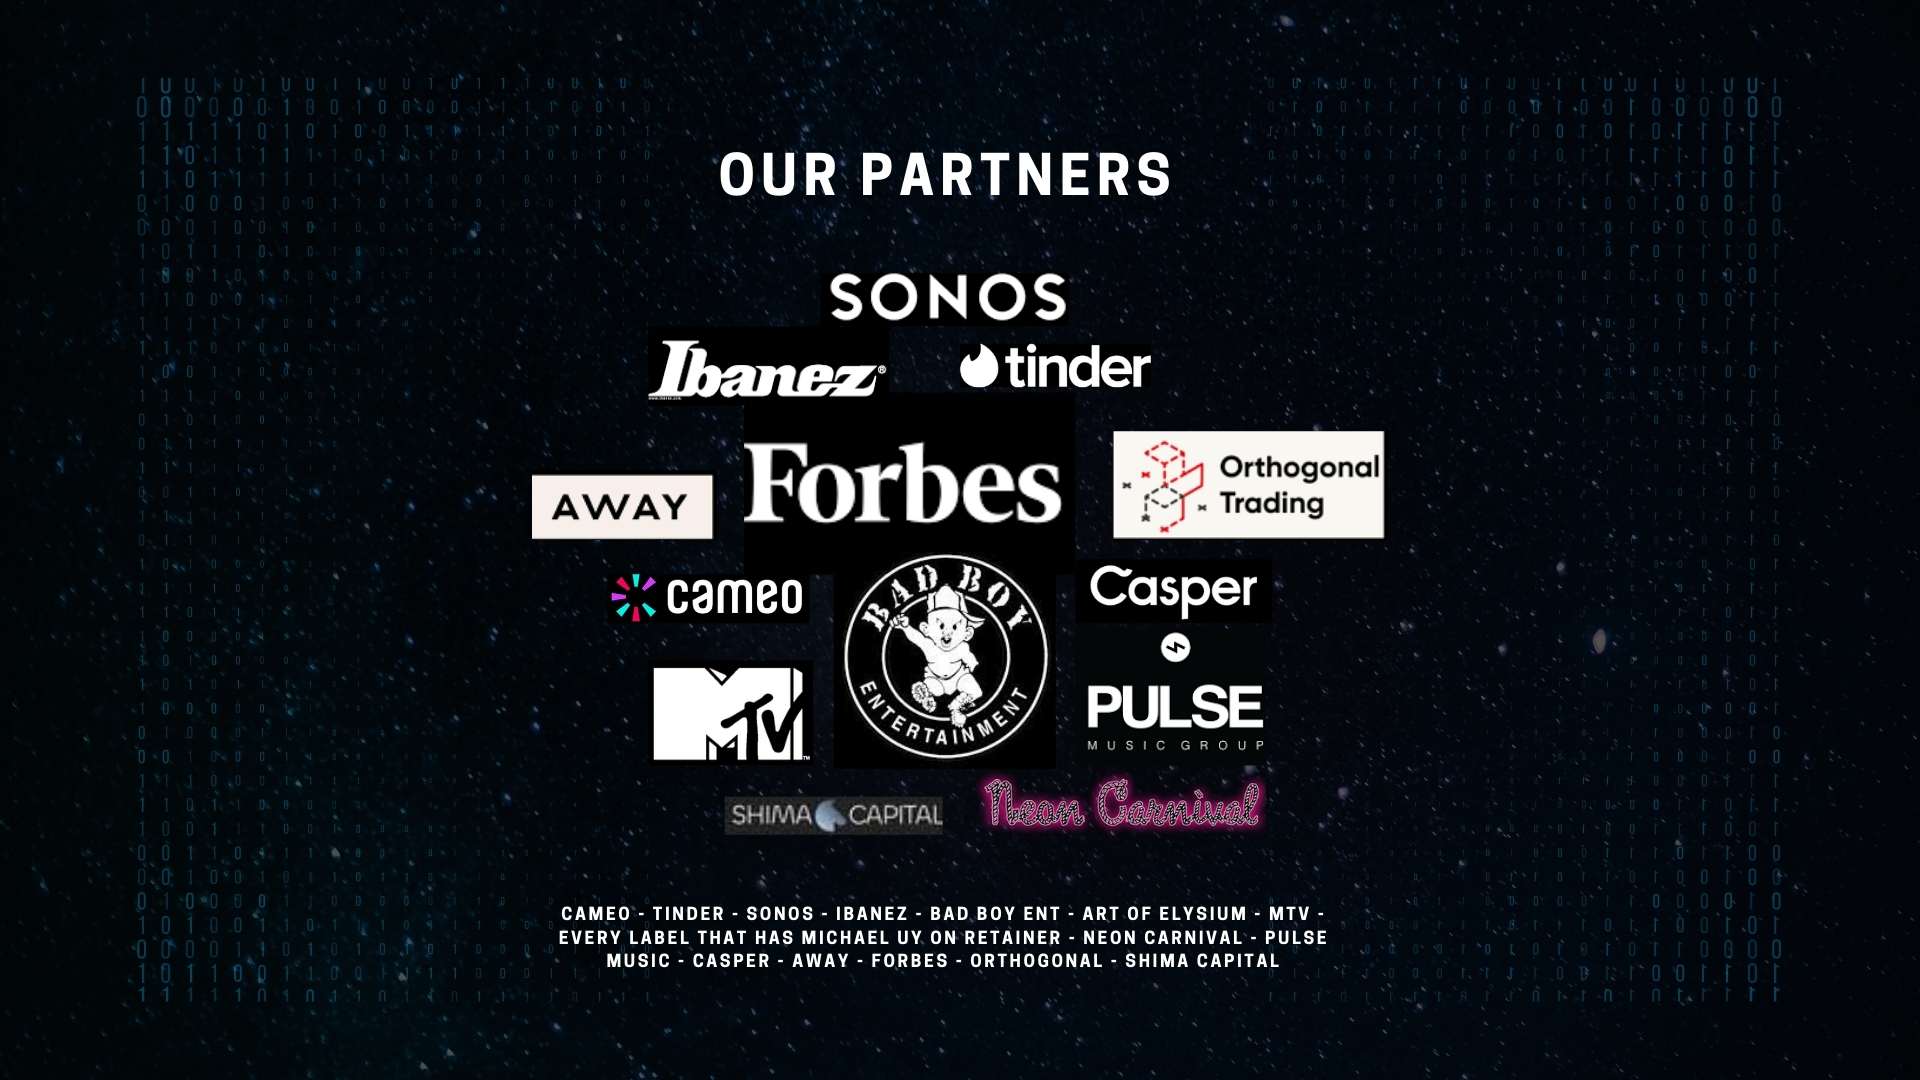 OUR PARTNERS
SONOS
Ibanez®
tinder
Forbes
AWAY
Orthogonal
Trading
cameo
BAD BOY
ENTERTAINMENT
Casper
MTV
TM
PULSE
MUSIC GROUP
SHIMA CAPITAL
Neon Carnival
CAMEO - TINDER - SONOS - IBANEZ - BAD BOY ENT - ART OF ELYSIUM - MTV -
EVERY LABEL THAT HAS MICHAEL UY ON RETAINER - NEON CARNIVAL - PULSE
MUSIC - CASPER - AWAY - FORBES - ORTHOGONAL - SHIMA CAPITAL